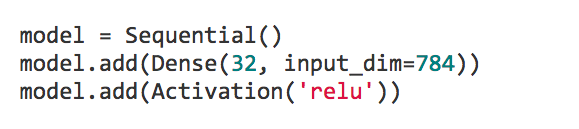 model = Sequential()
model.add(Dense(32, input_dim=784))
model.add(Activation('relu'))